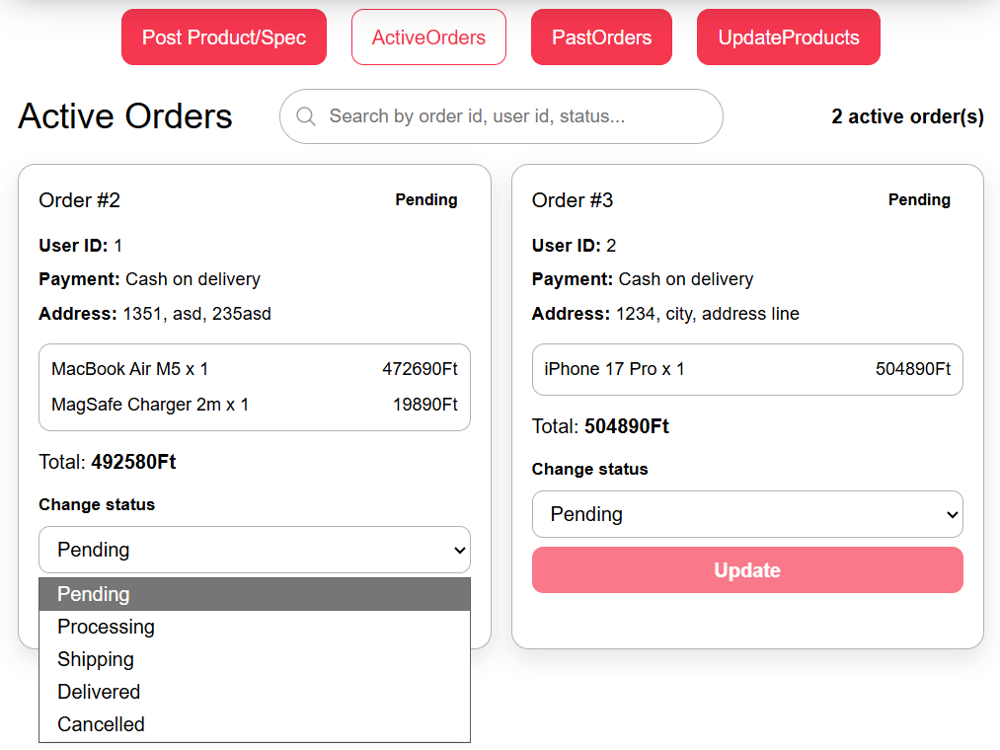 Post Product/Spec ActiveOrders PastOrders UpdateProducts
Active Orders Search by order id, user id, status... 2 active order(s)
Order #2 Pending
User ID: 1
Payment: Cash on delivery
Address: 1351, asd, 235asd
MacBook Air M5 x 1 472690Ft
MagSafe Charger 2m x 1 19890Ft
Total: 492580Ft
Change status
Pending
Pending
Processing
Shipping
Delivered
Cancelled
Order #3 Pending
User ID: 2
Payment: Cash on delivery
Address: 1234, city, address line
iPhone 17 Pro x 1 504890Ft
Total: 504890Ft
Change status
Pending
Update